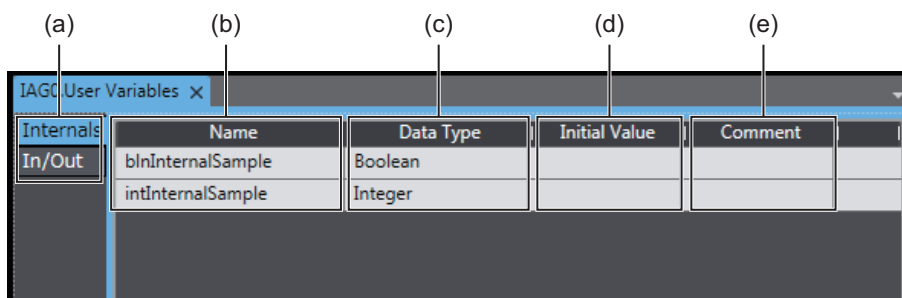 (a) (b) (c) (d) (e)
IAG0.User Variables ×
Internals Name Data Type Initial Value Comment
In/Out blnInternalSample Boolean
intInternalSample Integer